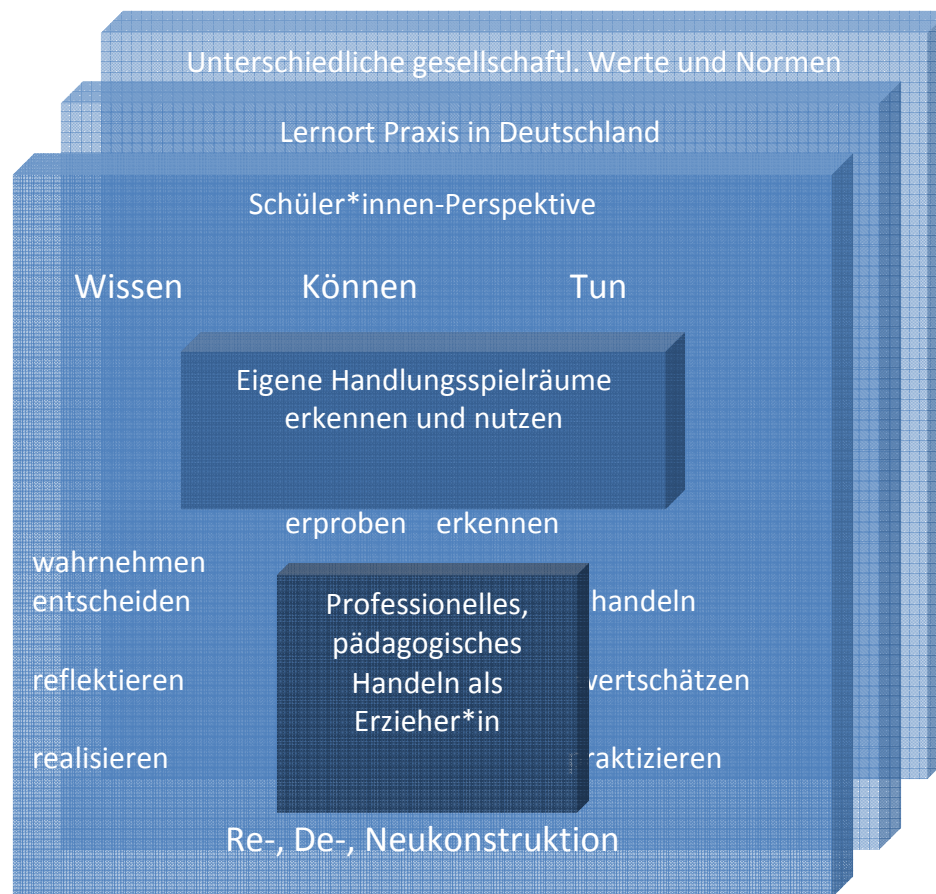 Unterschiedliche gesellschaftl. Werte und Normen
Lernort Praxis in Deutschland
Schüler*innen-Perspektive
Wissen Können Tun
Eigene Handlungsspielräume
erkennen und nutzen
erproben erkennen
wahrnehmen
entscheiden
handeln
Professionelles,
pädagogisches
Handeln als
Erzieher*in
reflektieren
wertschätzen
realisieren
praktizieren
Re-, De-, Neukonstruktion